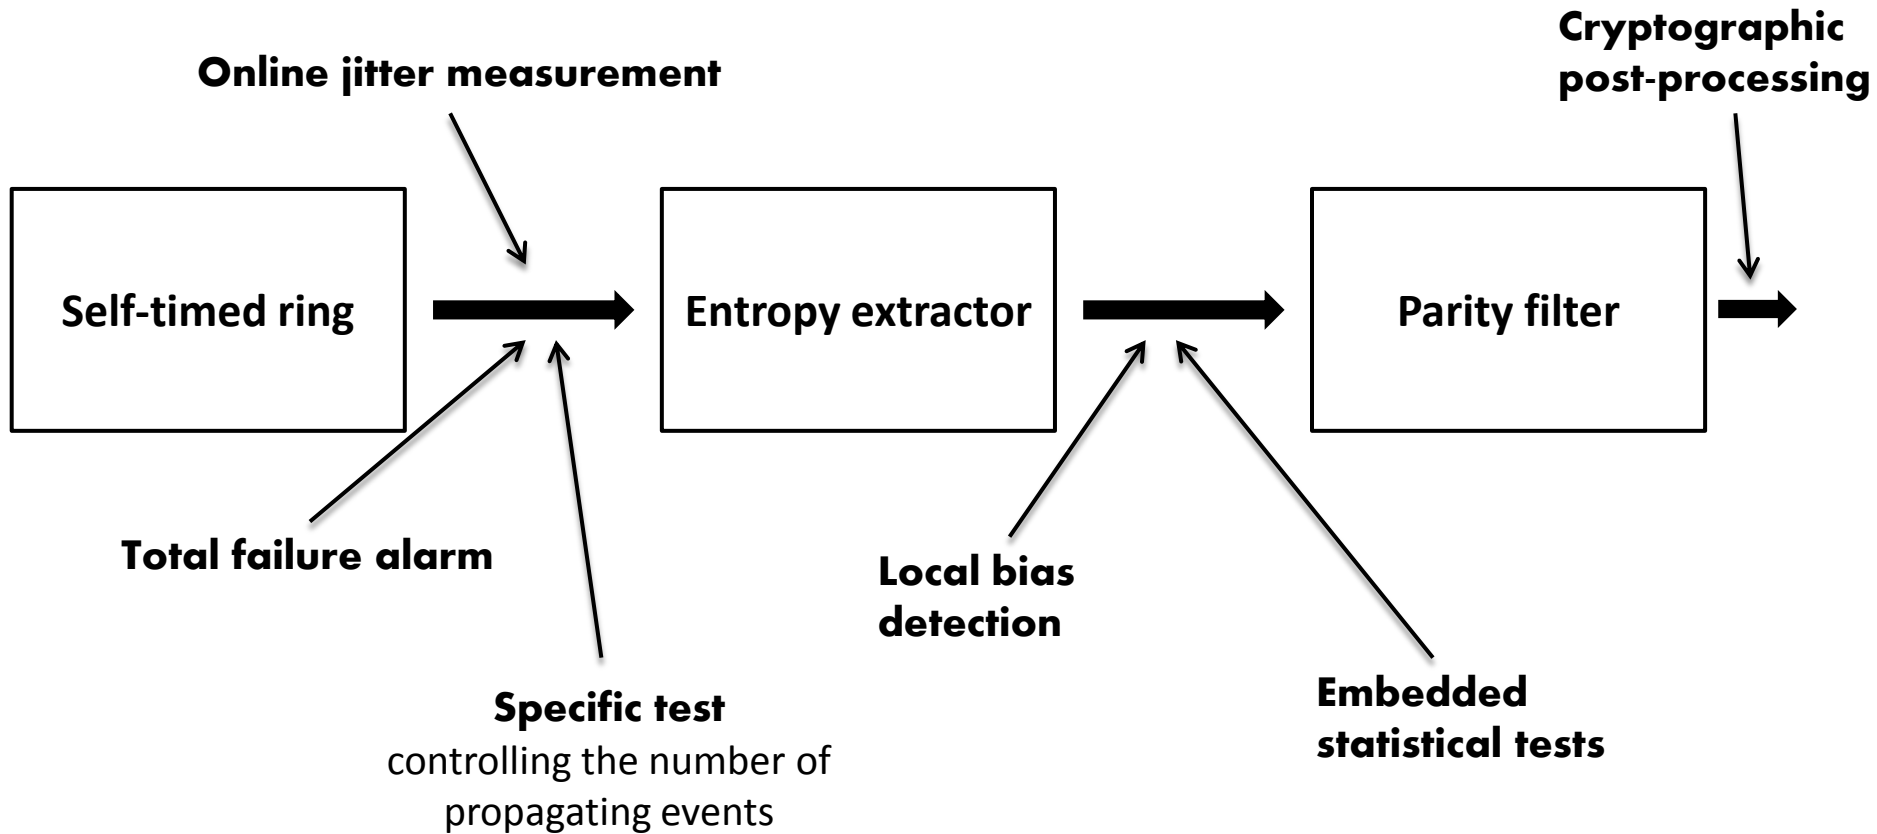 Cryptographic
post-processing
Online jitter measurement
Self-timed ring
Entropy extractor
Parity filter
Total failure alarm
Local bias
detection
Specific test
controlling the number of
propagating events
Embedded
statistical tests